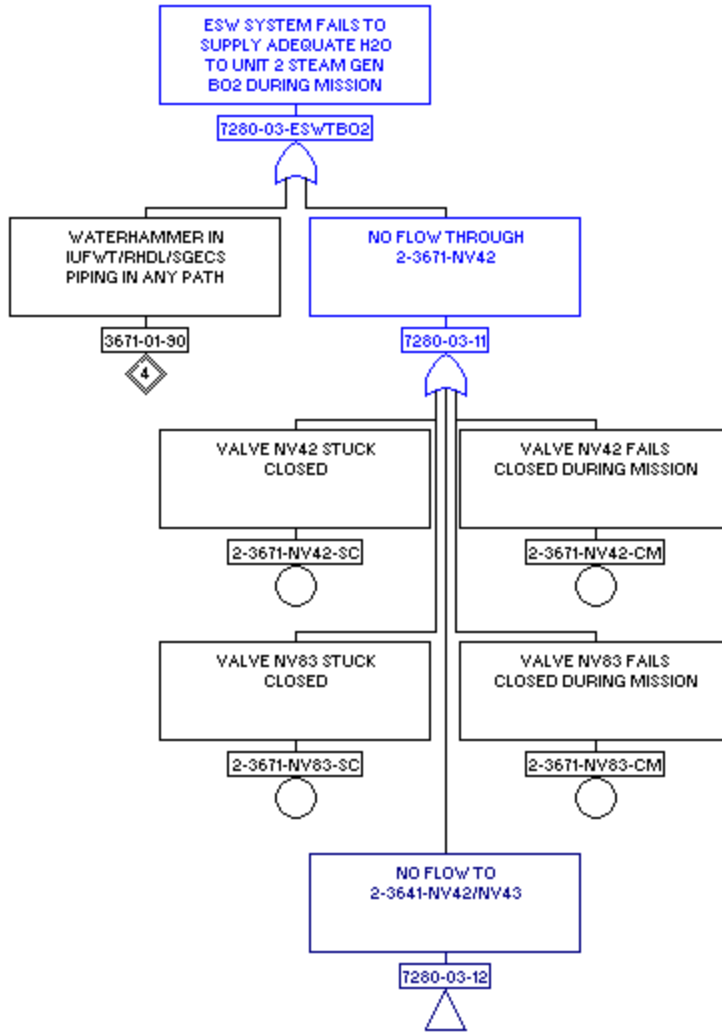 ESW SYSTEM FAILS TO
SUPPLY ADEQUATE H2O
TO UNIT 2 STEAM GEN
BO2 DURING MISSION
7280-03-ESWTBO2
WATERHAMMER IN
IUFWT/RHDL/SGECS
PIPING IN ANY PATH
3671-01-90
4
NO FLOW THROUGH
2-3671-NV42
7280-03-11
VALVE NV42 STUCK
CLOSED
2-3671-NV42-SC
VALVE NV42 FAILS
CLOSED DURING MISSION
2-3671-NV42-CM
VALVE NV83 STUCK
CLOSED
2-3671-NV83-SC
VALVE NV83 FAILS
CLOSED DURING MISSION
2-3671-NV83-CM
NO FLOW TO
2-3641-NV42/NV43
7280-03-12